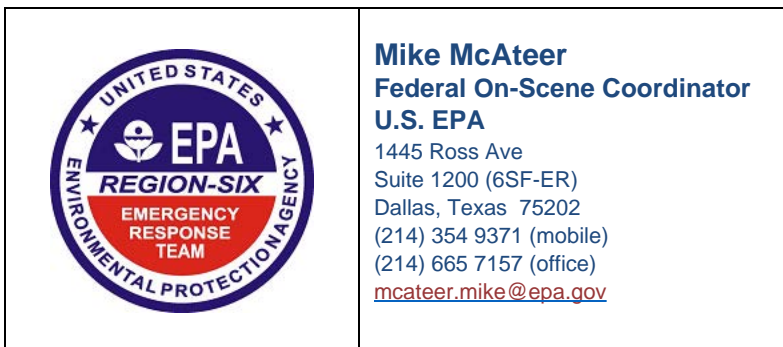 UNITED STATES
EPA
REGION-SIX
EMERGENCY
RESPONSE
TEAM
ENVIRONMENTAL PROTECTIONAGENCY
Mike McAteer
Federal On-Scene Coordinator
U.S. EPA
1445 Ross Ave
Suite 1200 (6SF-ER)
Dallas, Texas  75202
(214) 354 9371 (mobile)
(214) 665 7157 (office)
mcateer.mike@epa.gov